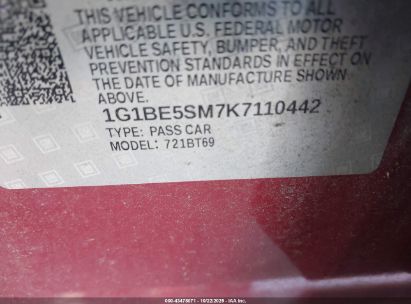 THIS VEHICLE CONFORMS TO ALL
APPLICABLE U.S. FEDERAL MOTOR
VEHICLE SAFETY, BUMPER, AND THEFT
PREVENTION STANDARDS IN EFFECT ON
THE DATE OF MANUFACTURE SHOWN
ABOVE.
1G1BE5SM7K7110442
TYPE: PASS CAR
MODEL: 721BT69